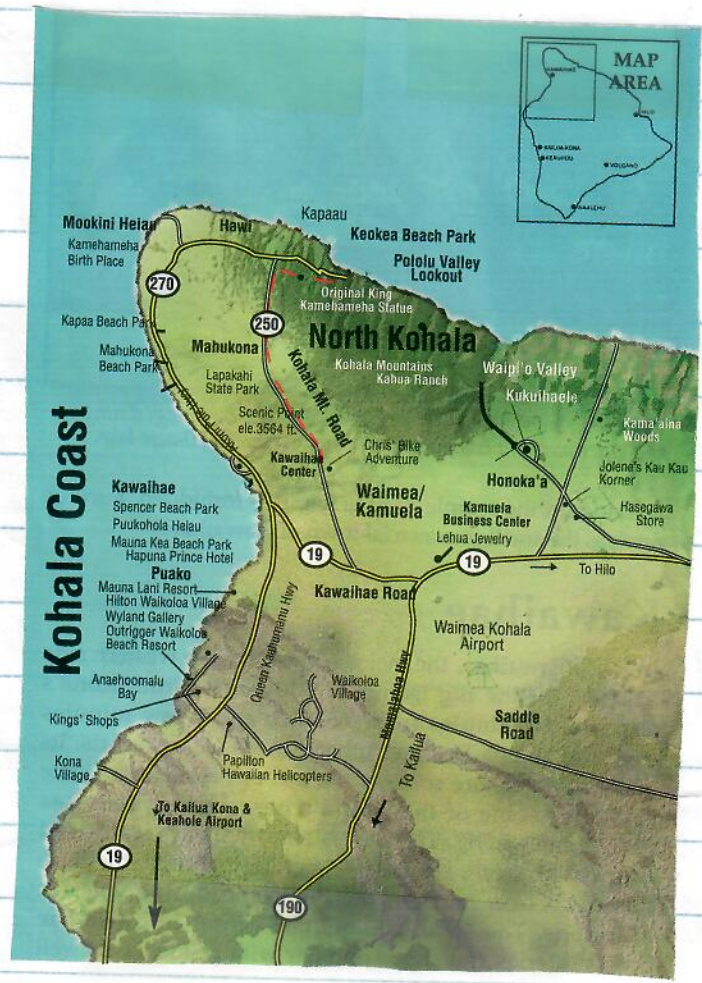 MAP
AREA
KAWAIHAE
HILO
KAILUA-KONA
KEAUHOU
VOLCANO
NAALEHU
Kapaau
Mookini Heiau
Hawi
Keokea Beach Park
Kamehameha
Birth Place
Pololu Valley
Lookout
270
Original King
Kamehameha Statue
Kapaa Beach Park
250
North Kohala
Mahukona
Mahukona
Beach Park
Kohala Mountains
Kahua Ranch
Waipi'o Valley
Lapakahi
State Park
Kohala Mt. Road
Kukuihaele
Scenic Point
ele.3564 ft.
Kama'aina
Woods
Kohala Coast
Kawaihae
Center
Chris' Bike
Adventure
Jolene's Kau Kau
Korner
Honoka'a
Kawaihae
Spencer Beach Park
Puukohola Heiau
Mauna Kea Beach Park
Hapuna Prince Hotel
Waimea/
Kamuela
Kamuela
Business Center
Hasegawa
Store
Lehua Jewelry
19
19
To Hilo
Puako
Mauna Lani Resort
Hilton Waikoloa Village
Wyland Gallery
Outrigger Waikoloa
Beach Resort
Kawaihae Road
Queen Kaahumanu Hwy
Waimea Kohala
Airport
Anaehoomalu
Bay
Waikoloa
Village
Mamalahoa Hwy
Kings' Shops
Saddle
Road
Kona
Village
Papillon
Hawaiian Helicopters
To Kailua
To Kailua Kona &
Keahole Airport
19
190